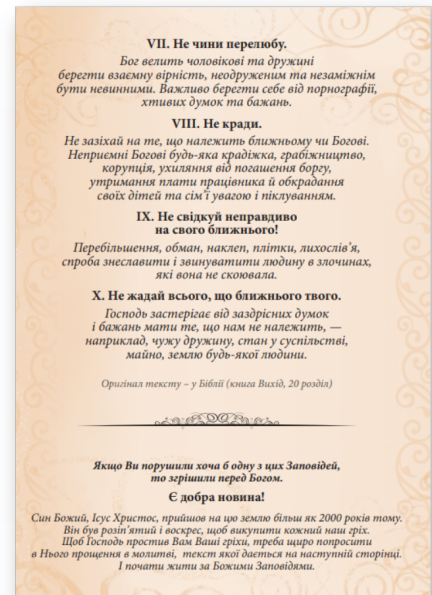 VII. Не чини перелюбу.
Бог велить чоловікові та дружині
берегти взаємну вірність, неодруженим та незаміжнім
бути невинними. Важливо берегти себе від порнографії,
хтивих думок та бажань.
VIII. Не кради.
Не зазіхай на те, що належить ближньому чи Богові.
Неприємні Богові будь-яка крадіжка, грабіжництво,
корупція, ухиляння від погашення боргу,
утримання плати працівника й обкрадання
своїх дітей та сім’ї увагою і піклуванням.
IX. Не свідкуй неправдиво
на свого ближнього!
Перебільшення, обман, наклеп, плітки, лихослів’я,
спроба знеславити і звинуватити людину в злочинах,
які вона не скоювала.
X. Не жадай всього, що ближнього твого.
Господь застерігає від заздрісних думок
і бажань мати те, що нам не належить, —
наприклад, чужу дружину, стан у суспільстві,
майно, землю будь-якої людини.
Оригінал тексту – у Біблії (книга Вихід, 20 розділ)
Якщо Ви порушили хоча б одну з цих Заповідей,
то згрішили перед Богом.
Є добра новина!
Син Божий, Ісус Христос, прийшов на цю землю більш як 2000 років тому.
Він був розіп’ятий і воскрес, щоб викупити кожний наш гріх.
Щоб Господь простив Вам Ваші гріхи, треба щиро попросити
в Нього прощення в молитві, текст якої дається на наступній сторінці.
І почати жити за Божими Заповідями.